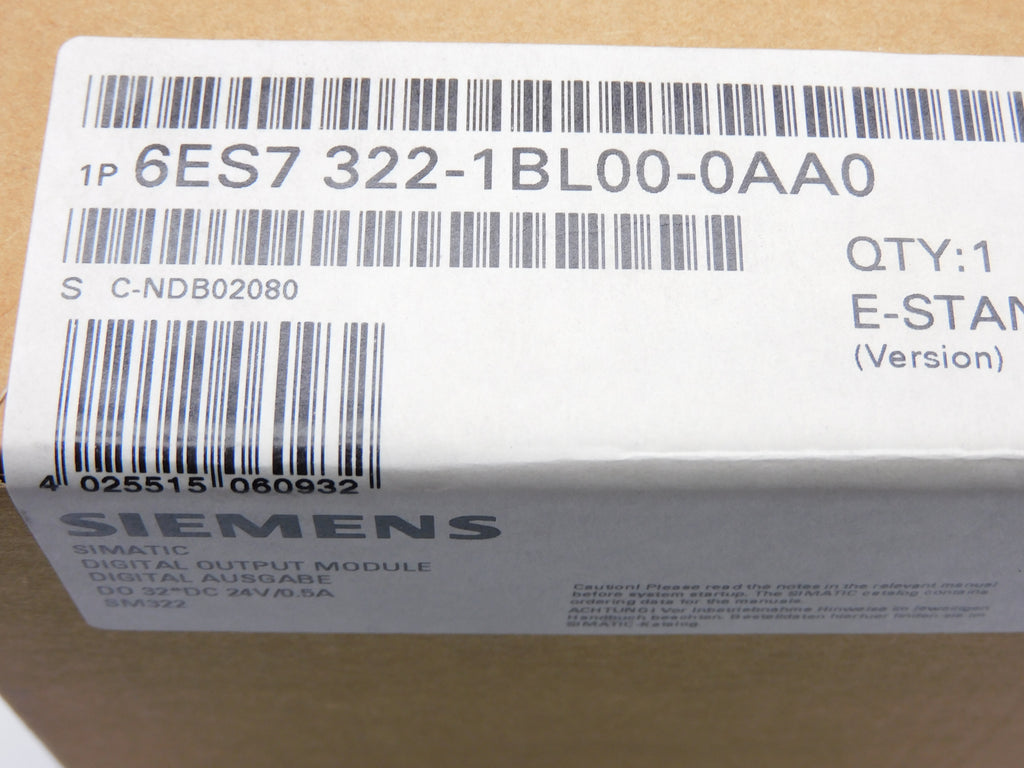 1P 6ES7 322-1BL00-0AA0
S C-NDB02080
QTY:1
E-STAN
(Version)
4 025515 060932
SIEMENS
SIMATIC
DIGITAL OUTPUT MODULE
DIGITAL AUSGABE
DO 32*DC 24V/0.5A
SM322
Caution! Please read the notes in the relevant manual
before system startup. The SIMATIC catalog contains
ordering data for the manuals.
ACHTUNG! Vor Inbetriebnahme Hinweise im jeweiligen
Handbuch beachten. Bestelldaten hierfuer finden sie im
SIMATIC-Katalog